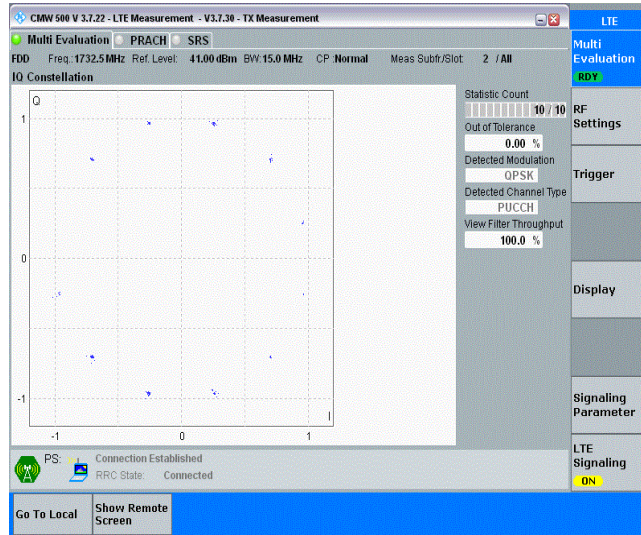 CMW 500 V 3.7.22 - LTE Measurement - V3.7.30 - TX Measurement
LTE
Multi Evaluation PRACH SRS
Multi
Evaluation
RDY
FDD Freq.:1732.5 MHz Ref. Level: 41.00 dBm BW:15.0 MHz CP :Normal Meas Subfr./Slot: 2 / All
IQ Constellation
Q
1
0
-1
-1 0 1
I
Statistic Count
10 / 10
Out of Tolerance
0.00 %
Detected Modulation
QPSK
Detected Channel Type
PUCCH
View Filter Throughput
100.0 %
RF
Settings
Trigger
Display
Signaling
Parameter
LTE
Signaling
ON
PS: Connection Established
RRC State: Connected
Go To Local
Show Remote
Screen